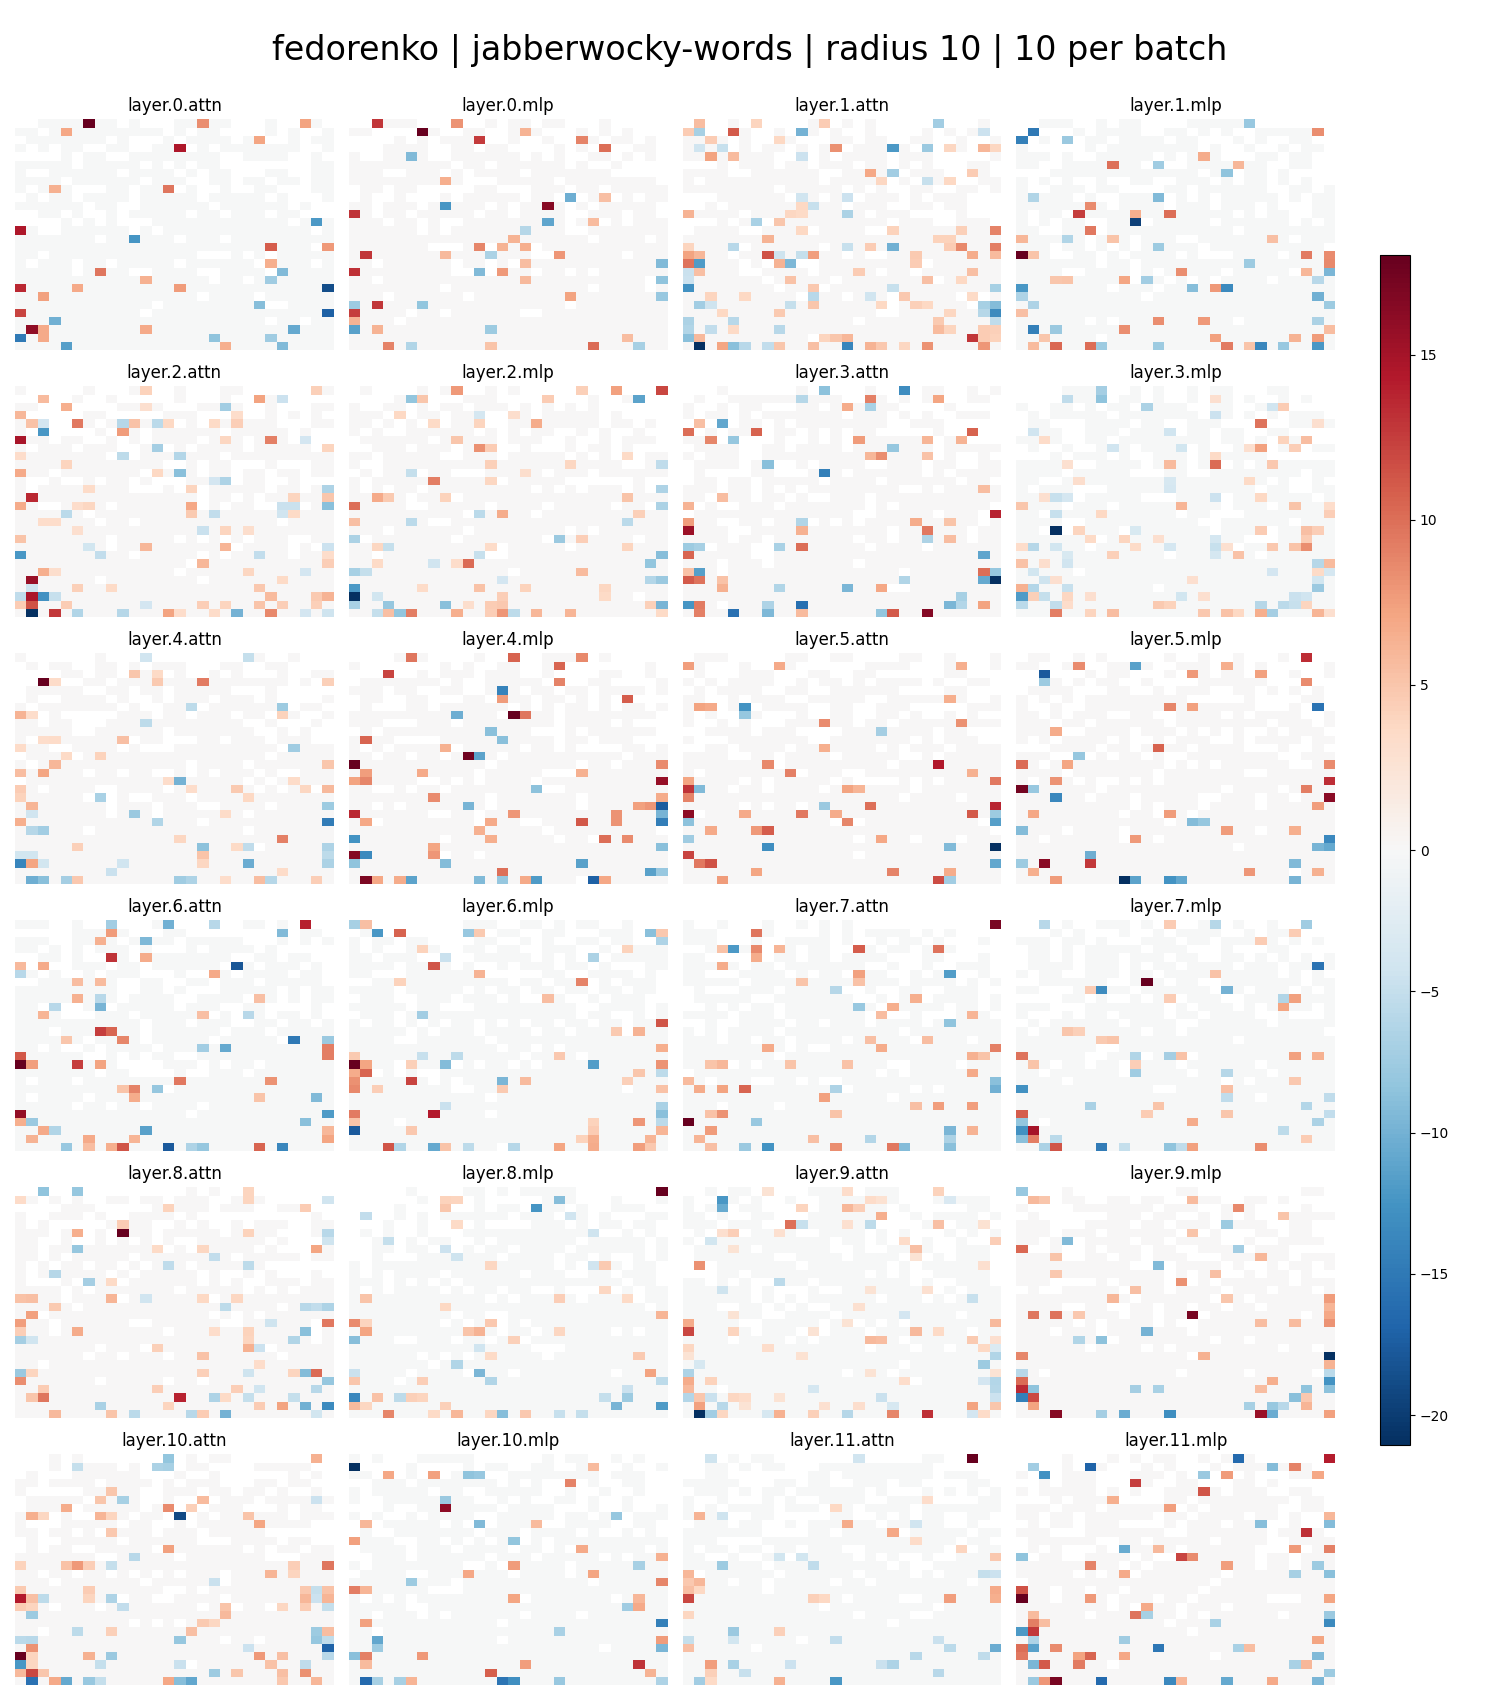 fedorenko | jabberwocky-words | radius 10 | 10 per batch
layer.0.attn layer.0.mlp layer.1.attn layer.1.mlp
layer.2.attn layer.2.mlp layer.3.attn layer.3.mlp
layer.4.attn layer.4.mlp layer.5.attn layer.5.mlp
layer.6.attn layer.6.mlp layer.7.attn layer.7.mlp
layer.8.attn layer.8.mlp layer.9.attn layer.9.mlp
layer.10.attn layer.10.mlp layer.11.attn layer.11.mlp
15
10
5
0
−5
−10
−15
−20